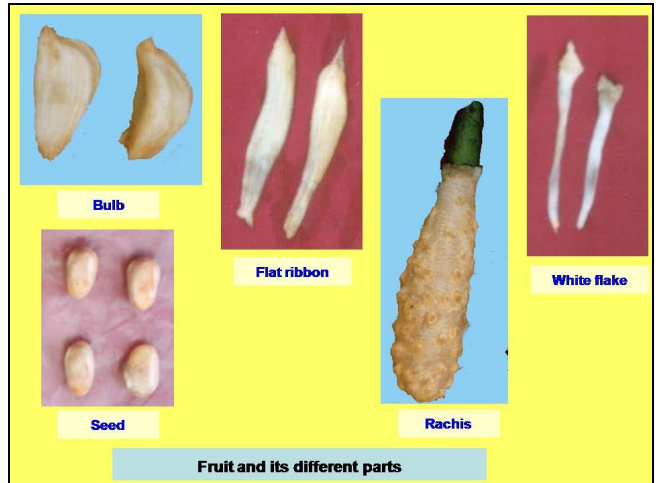 Bulb
Flat ribbon
White flake
Seed
Rachis
Fruit and its different parts